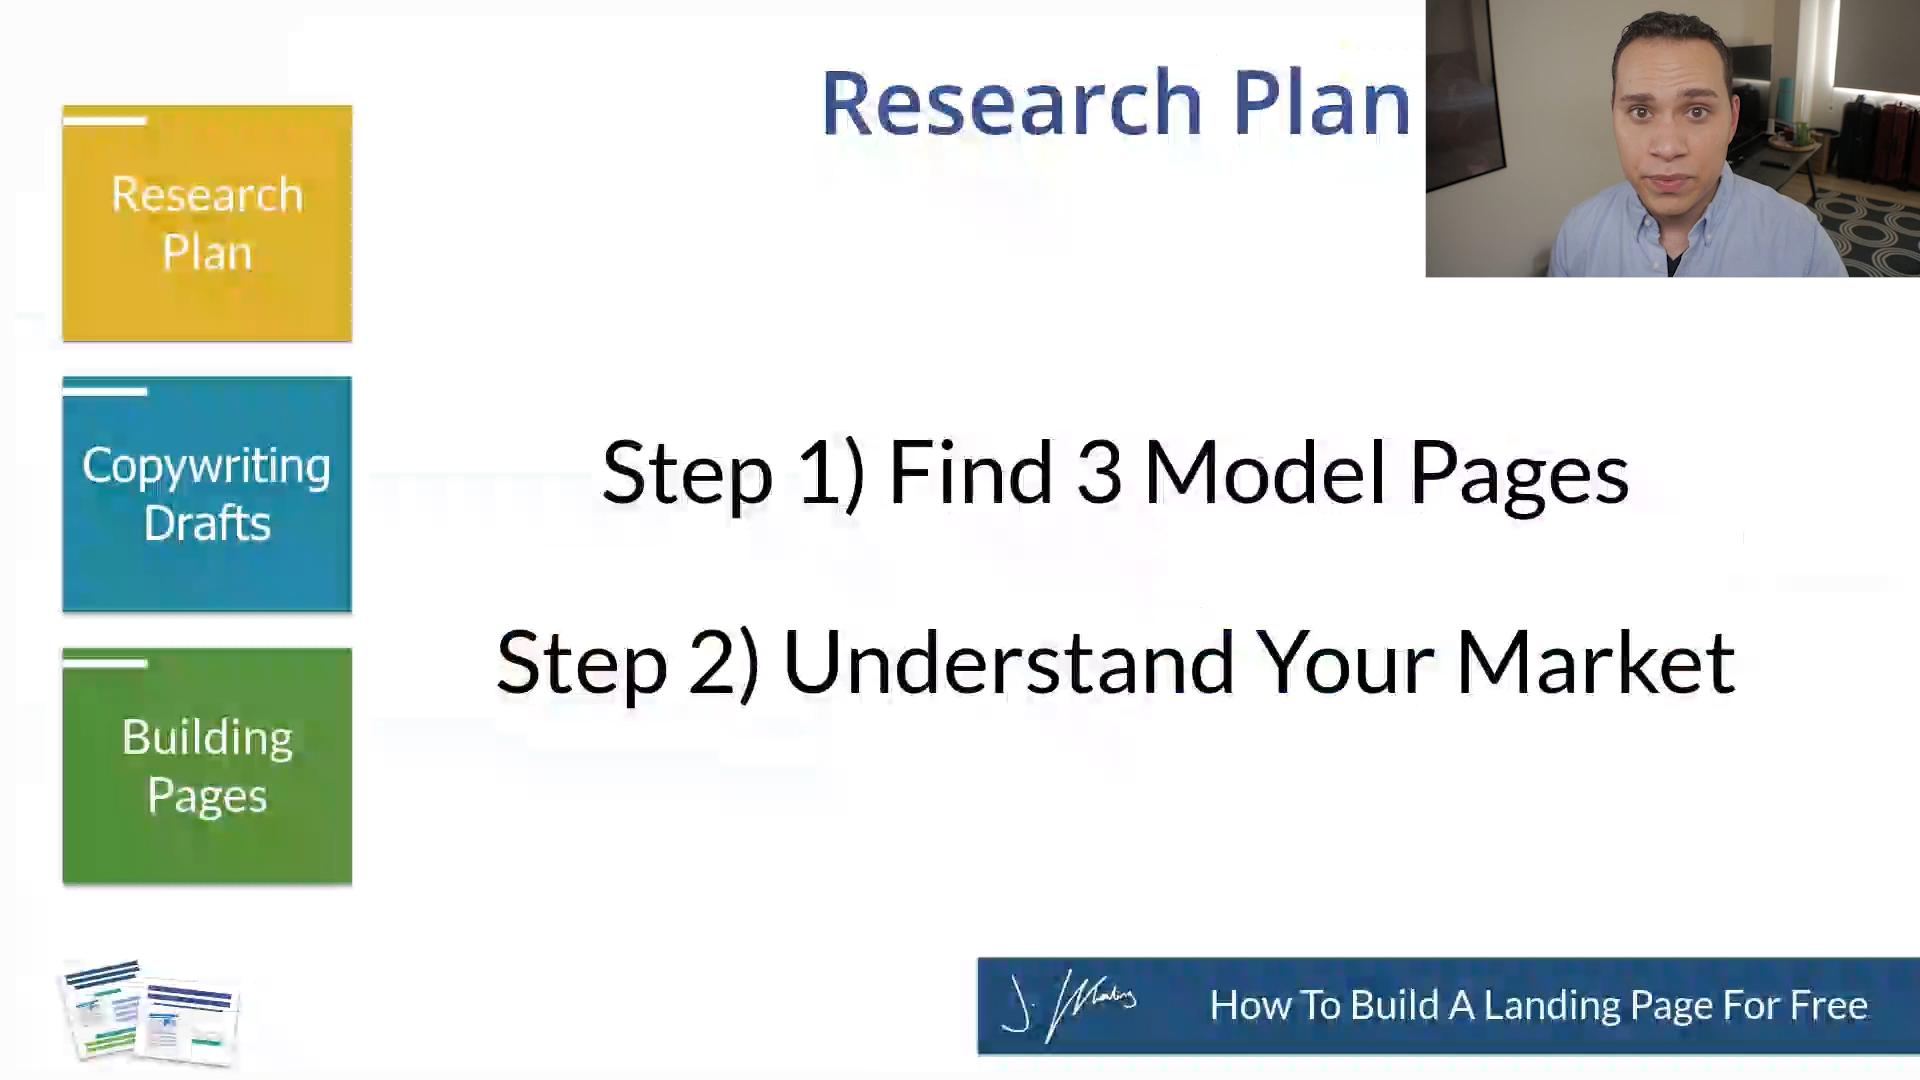 Research Plan
Research
Plan
Copywriting
Drafts
Building
Pages
Step 1) Find 3 Model Pages
Step 2) Understand Your Market
How To Build A Landing Page For Free